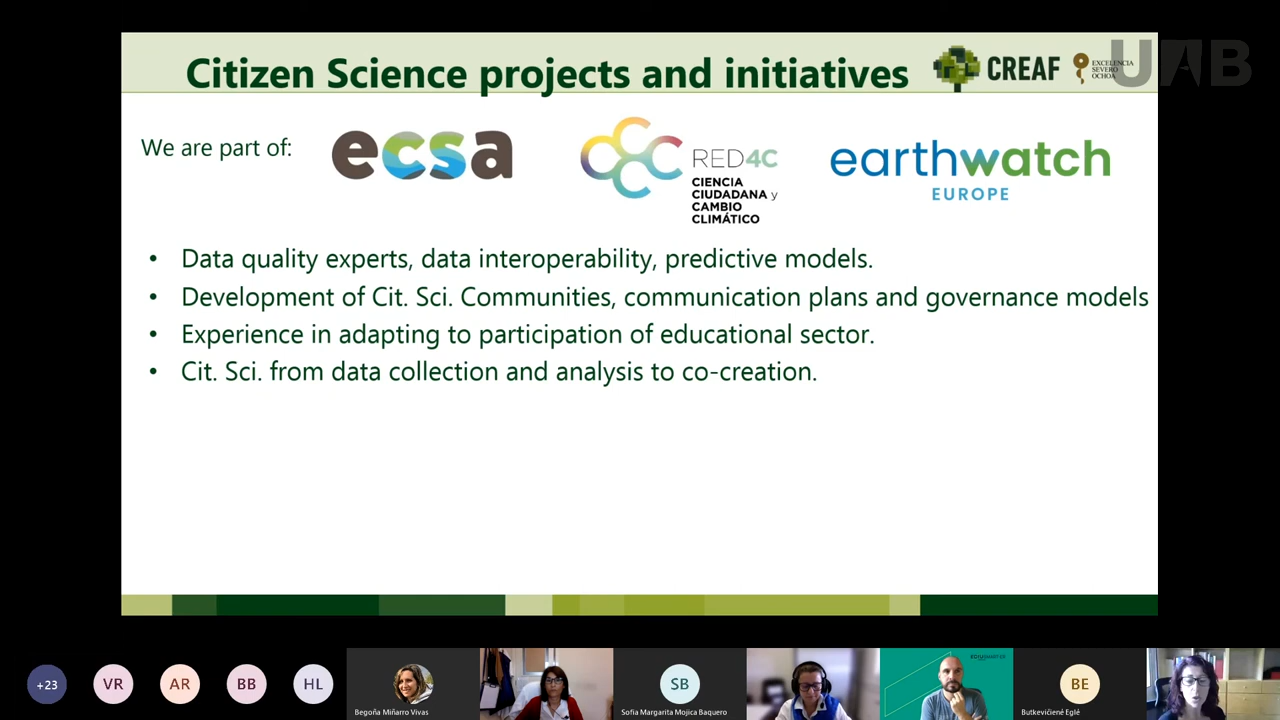 Citizen Science projects and initiatives
CREAF
EXCELENCIA
SEVERO
OCHOA
UAB
We are part of:
ecsa
RED4C
CIENCIA
CIUDADANA y
CAMBIO
CLIMÁTICO
earthwatch
EUROPE
• Data quality experts, data interoperability, predictive models.
• Development of Cit. Sci. Communities, communication plans and governance models
• Experience in adapting to participation of educational sector.
• Cit. Sci. from data collection and analysis to co-creation.
+23
VR
AR
BB
HL
Begoña Miñarro Vivas
SB
Sofia Margarita Mojica Baquero
BE
Butkevičienė Eglė